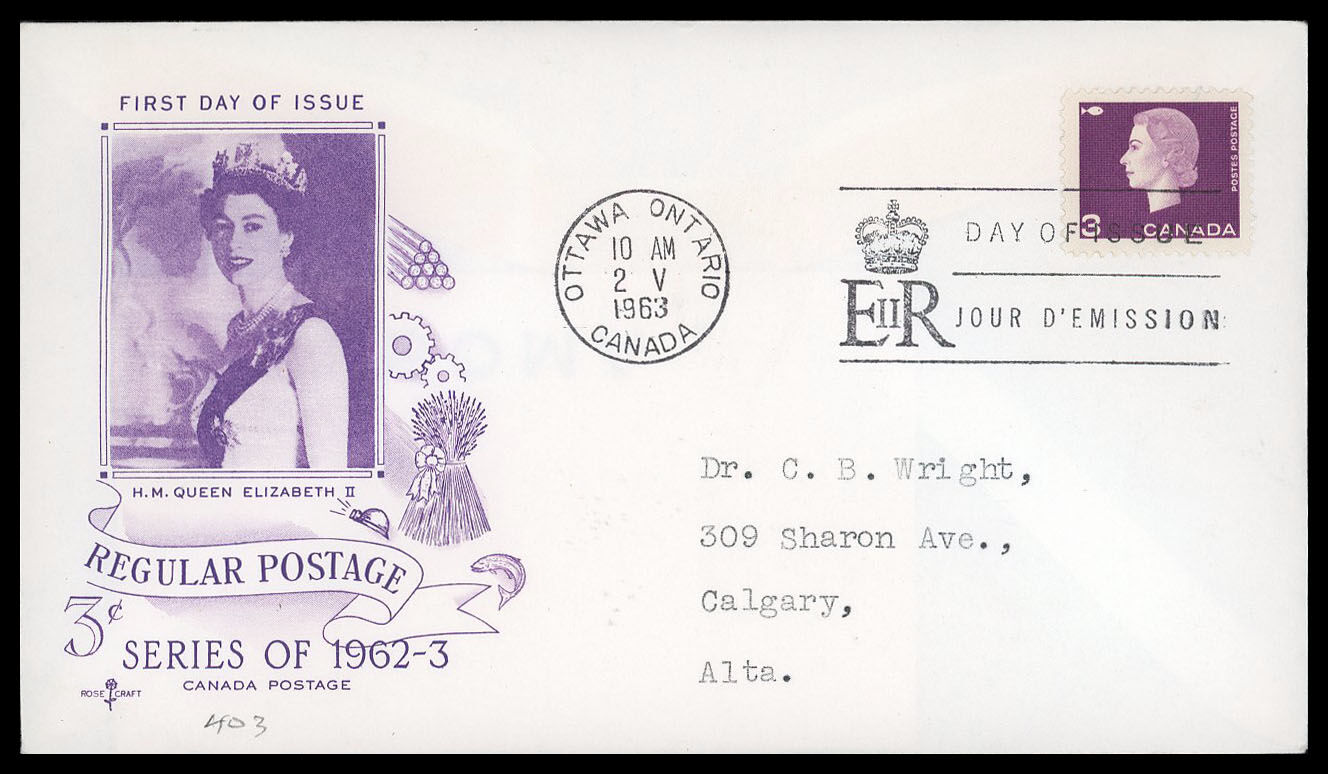 FIRST DAY OF ISSUE
H.M. QUEEN ELIZABETH II
REGULAR POSTAGE
3¢
SERIES OF 1962-3
CANADA POSTAGE
ROSE CRAFT
403
OTTAWA ONTARIO
10 AM
2 V
1963
CANADA
POSTES POSTAGE
3 CANADA
DAY OF ISSUE
EIIR
JOUR D'EMISSION
Dr. C. B. Wright,
309 Sharon Ave.,
Calgary,
Alta.